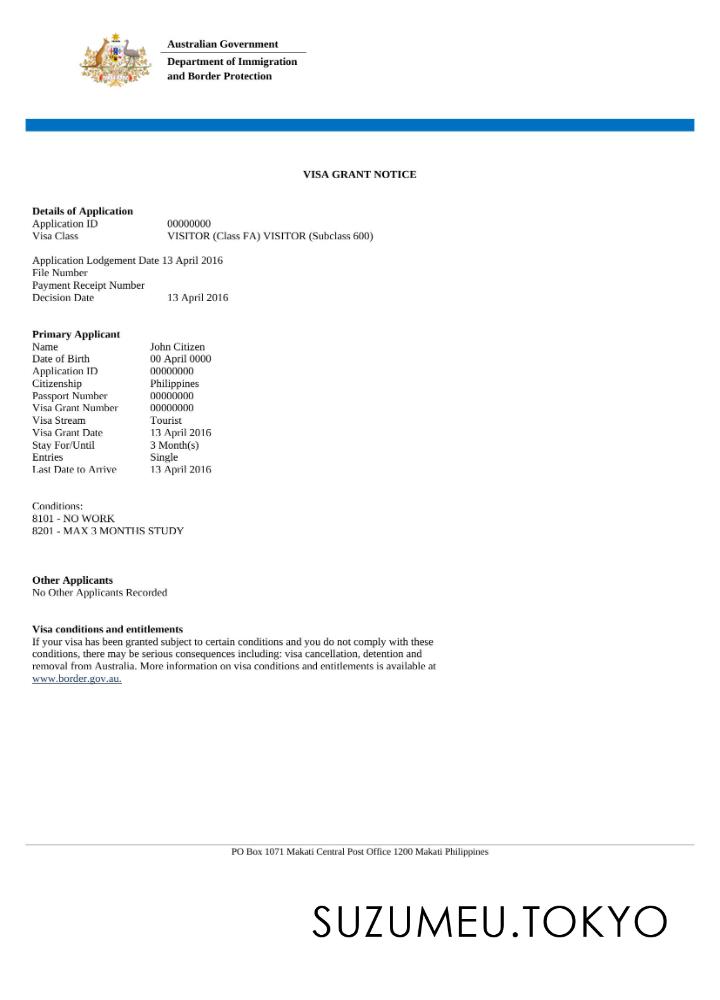 Australian Government
Department of Immigration
and Border Protection
VISA GRANT NOTICE
Details of Application
Application ID 00000000
Visa Class VISITOR (Class FA) VISITOR (Subclass 600)
Application Lodgement Date 13 April 2016
File Number
Payment Receipt Number
Decision Date 13 April 2016
Primary Applicant
Name John Citizen
Date of Birth 00 April 0000
Application ID 00000000
Citizenship Philippines
Passport Number 00000000
Visa Grant Number 00000000
Visa Stream Tourist
Visa Grant Date 13 April 2016
Stay For/Until 3 Month(s)
Entries Single
Last Date to Arrive 13 April 2016
Conditions:
8101 - NO WORK
8201 - MAX 3 MONTHS STUDY
Other Applicants
No Other Applicants Recorded
Visa conditions and entitlements
If your visa has been granted subject to certain conditions and you do not comply with these
conditions, there may be serious consequences including: visa cancellation, detention and
removal from Australia. More information on visa conditions and entitlements is available at
www.border.gov.au.
PO Box 1071 Makati Central Post Office 1200 Makati Philippines
SUZUMEU.TOKYO